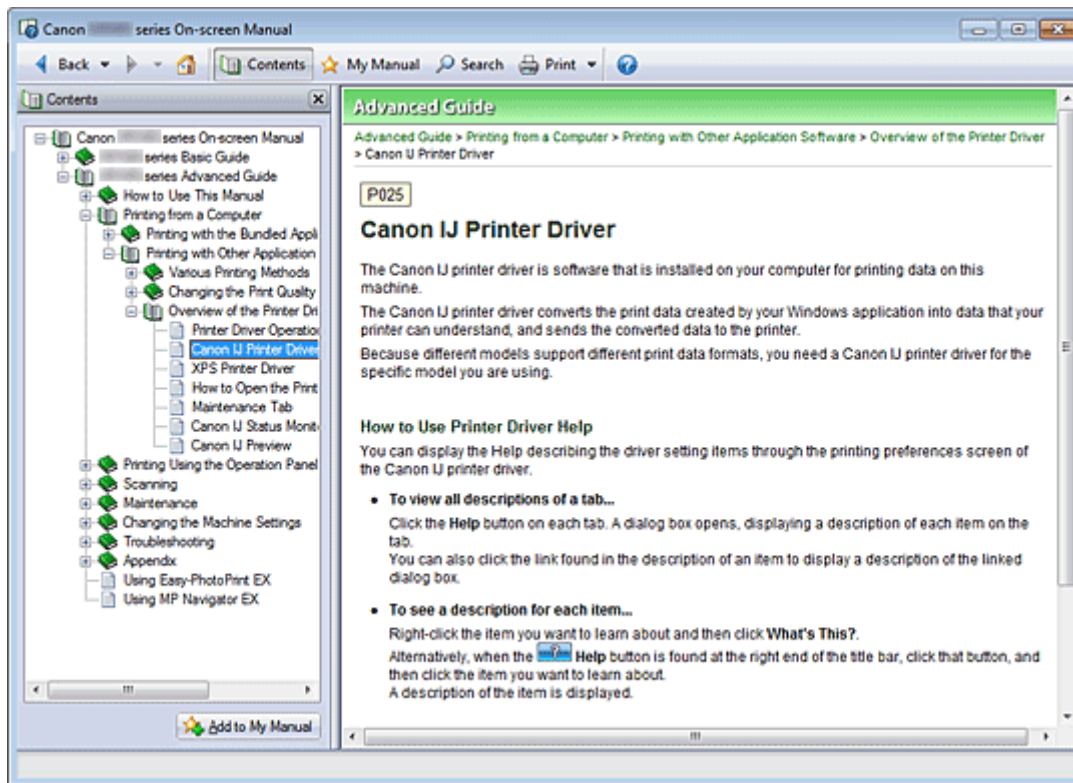 Canon series On-screen Manual
Back Contents My Manual Search Print
Contents
Canon series On-screen Manual
series Basic Guide
series Advanced Guide
How to Use This Manual
Printing from a Computer
Printing with the Bundled Appli
Printing with Other Application
Various Printing Methods
Changing the Print Quality
Overview of the Printer Dri
Printer Driver Operatio
Canon IJ Printer Driver
XPS Printer Driver
How to Open the Print
Maintenance Tab
Canon IJ Status Monit
Canon IJ Preview
Printing Using the Operation Panel
Scanning
Maintenance
Changing the Machine Settings
Troubleshooting
Appendix
Using Easy-PhotoPrint EX
Using MP Navigator EX
Add to My Manual
Advanced Guide
Advanced Guide > Printing from a Computer > Printing with Other Application Software > Overview of the Printer Driver
> Canon IJ Printer Driver
P025
Canon IJ Printer Driver
The Canon IJ printer driver is software that is installed on your computer for printing data on this
machine.
The Canon IJ printer driver converts the print data created by your Windows application into data that your
printer can understand, and sends the converted data to the printer.
Because different models support different print data formats, you need a Canon IJ printer driver for the
specific model you are using.
How to Use Printer Driver Help
You can display the Help describing the driver setting items through the printing preferences screen of
the Canon IJ printer driver.
• To view all descriptions of a tab...
Click the Help button on each tab. A dialog box opens, displaying a description of each item on the
tab.
You can also click the link found in the description of an item to display a description of the linked
dialog box.
• To see a description for each item...
Right-click the item you want to learn about and then click What's This?.
Alternatively, when the Help button is found at the right end of the title bar, click that button, and
then click the item you want to learn about.
A description of the item is displayed.